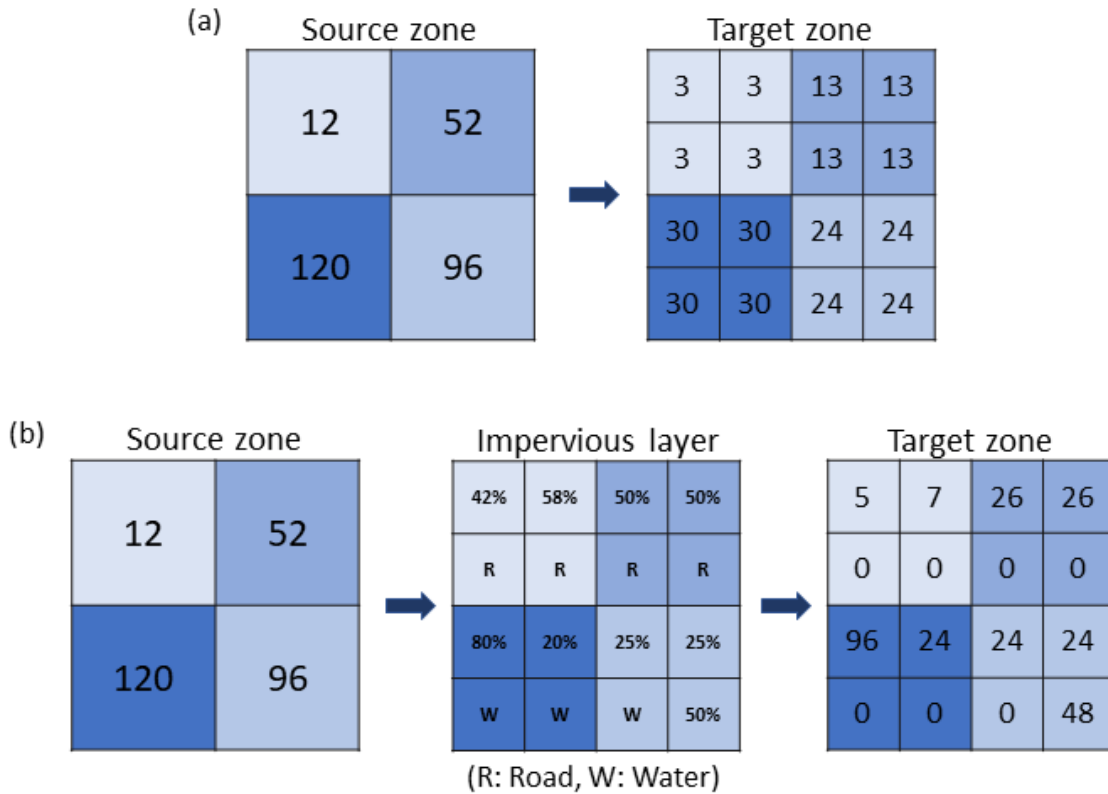 (a)
Source zone Target zone
12 52
120 96
3 3 13 13
3 3 13 13
30 30 24 24
30 30 24 24
(b)
Source zone Impervious layer Target zone
12 52
120 96
42% 58% 50% 50%
R R R R
80% 20% 25% 25%
W W W 50%
5 7 26 26
0 0 0 0
96 24 24 24
0 0 0 48
(R: Road, W: Water)